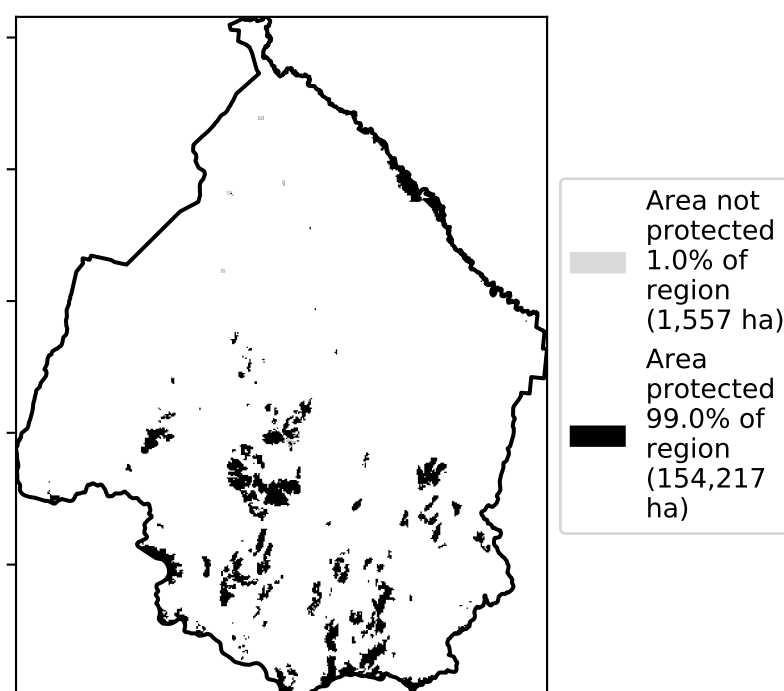 Area not
protected
1.0% of
region
(1,557 ha)
Area
protected
99.0% of
region
(154,217
ha)